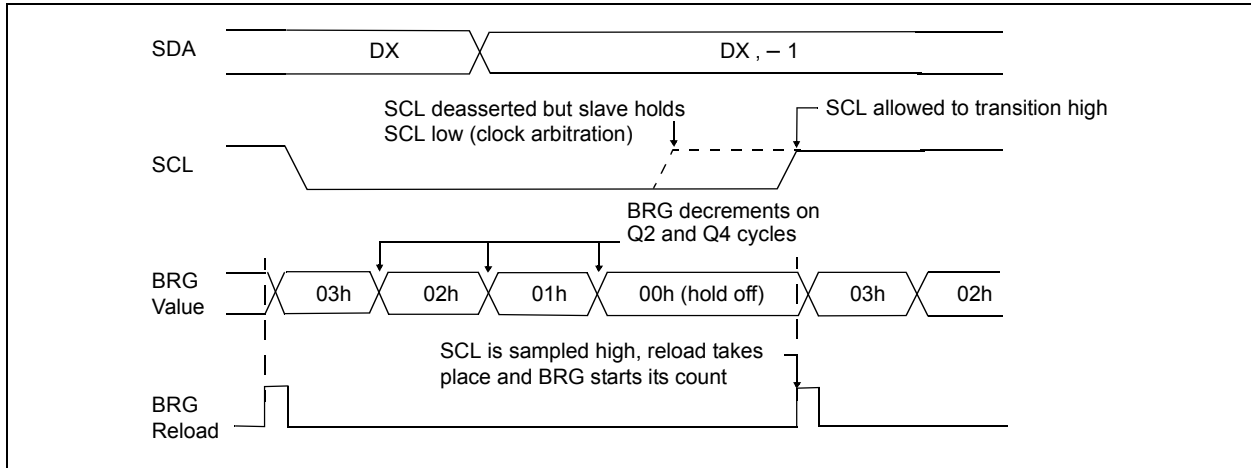 SDA
DX
DX , – 1
SCL deasserted but slave holds
SCL low (clock arbitration)
SCL allowed to transition high
SCL
BRG decrements on
Q2 and Q4 cycles
BRG
Value
03h
02h
01h
00h (hold off)
03h
02h
SCL is sampled high, reload takes
place and BRG starts its count
BRG
Reload